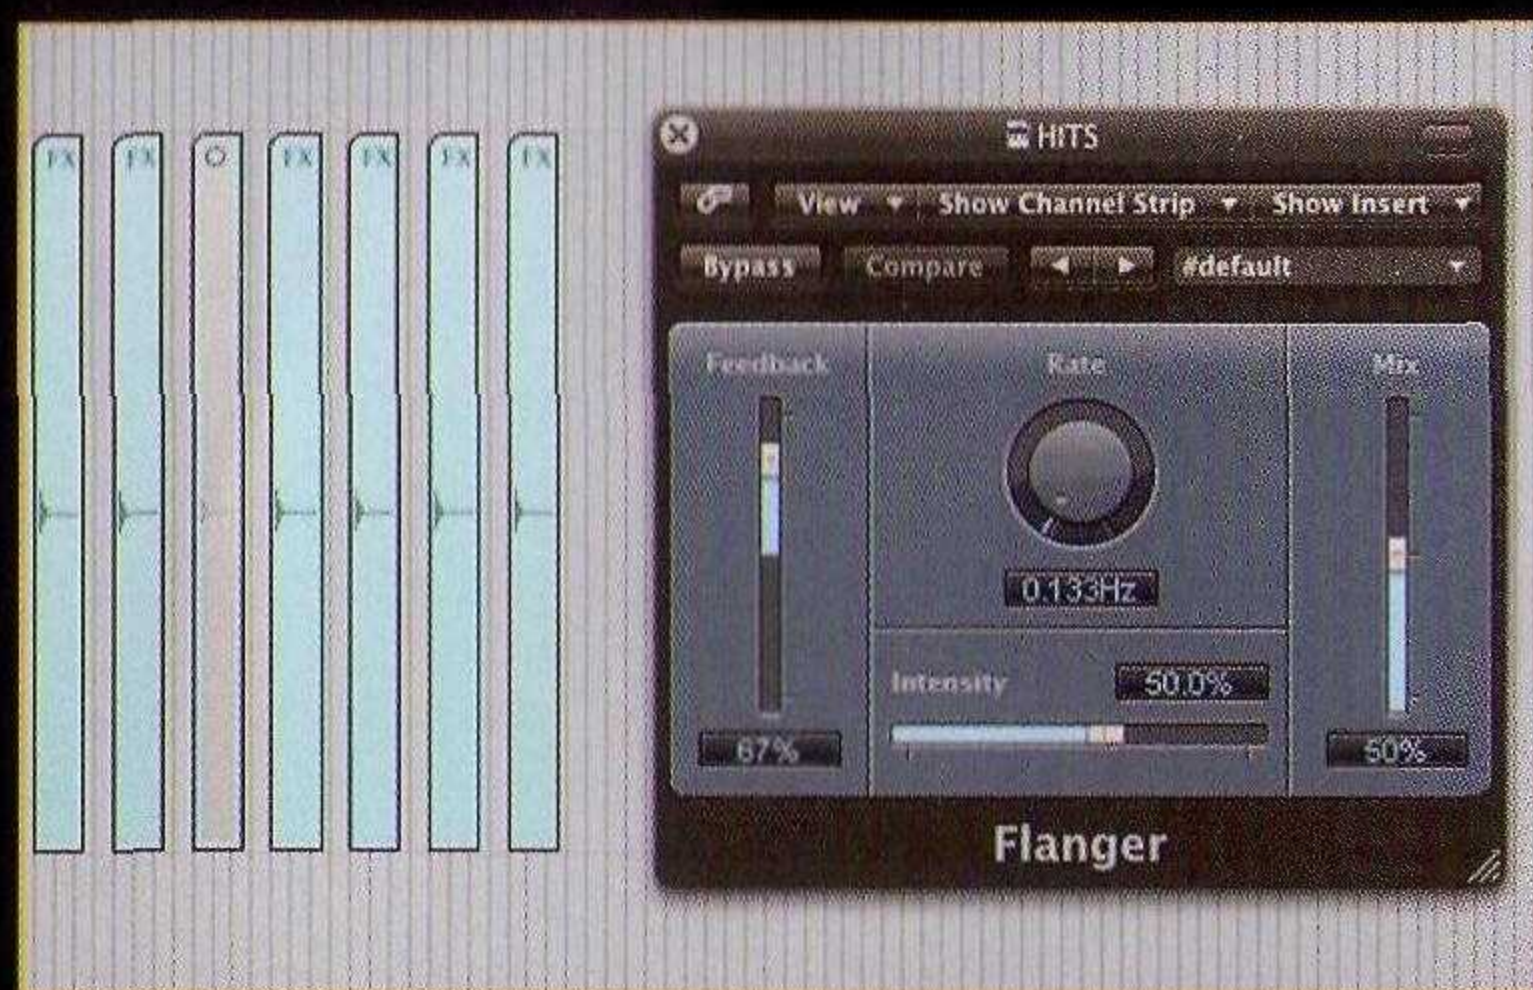 FX FX FX FX FX FX
HITS
View Show Channel Strip Show Insert
Bypass Compare #default
Feedback Rate Mix
0.133Hz
Intensity 50.0%
67% 50%
Flanger